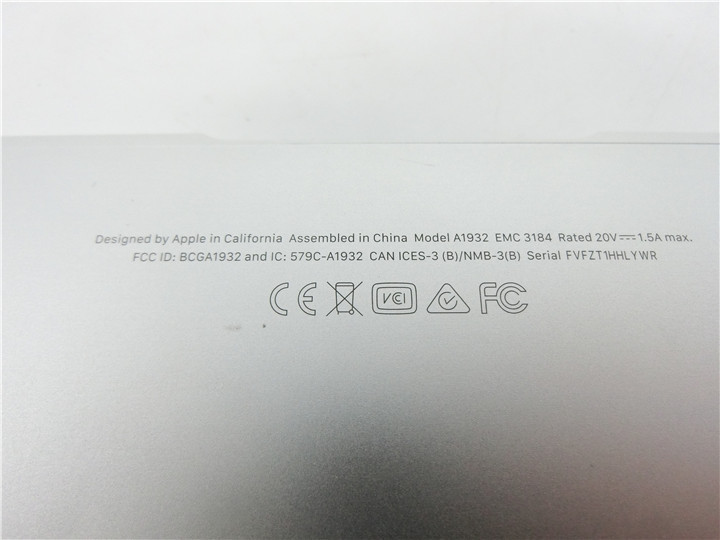 Designed by Apple in California Assembled in China Model A1932 EMC 3184 Rated 20V⎓1.5A max.
FCC ID: BCGA1932 and IC: 579C-A1932 CAN ICES-3 (B)/NMB-3(B) Serial FVFZT1HHLYWR
CE VCI FC